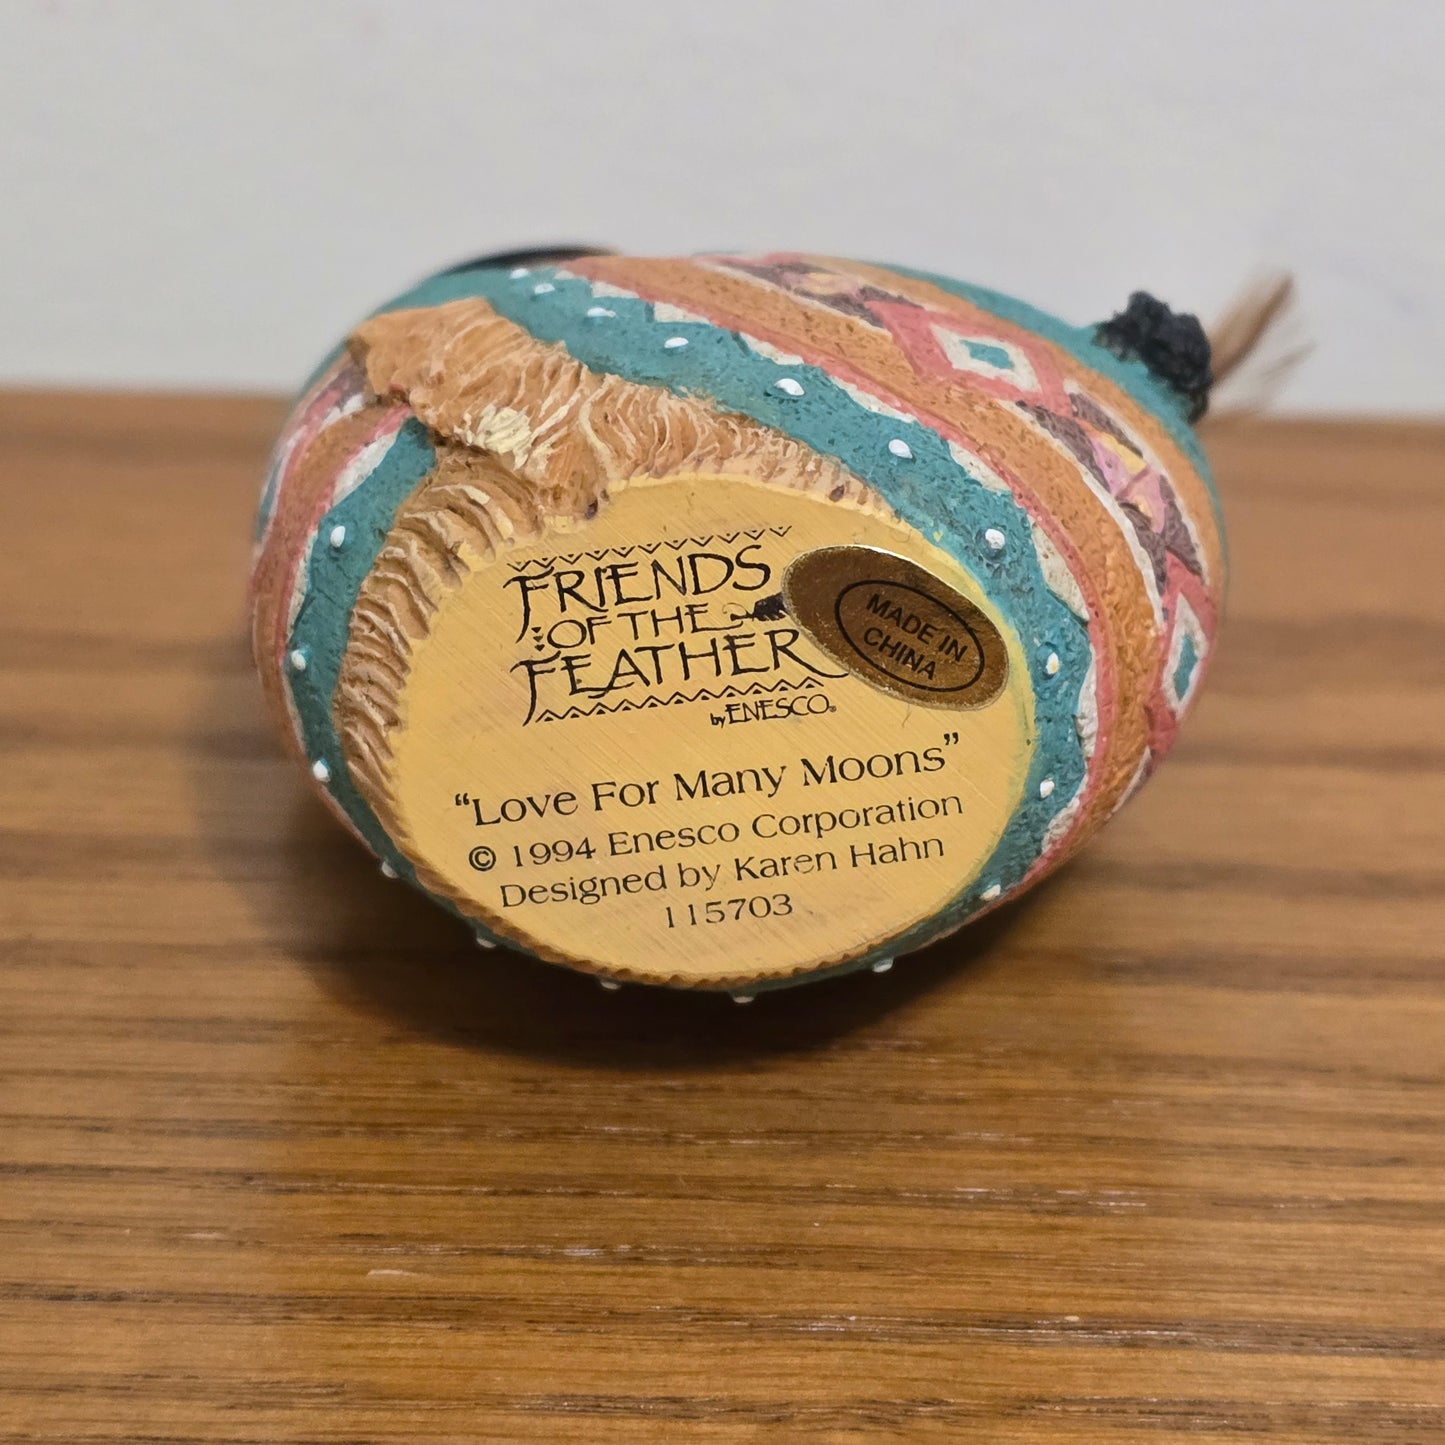 FRIENDS
OF THE
FEATHER
by ENESCO®
MADE IN
CHINA
“Love For Many Moons”
© 1994 Enesco Corporation
Designed by Karen Hahn
115703